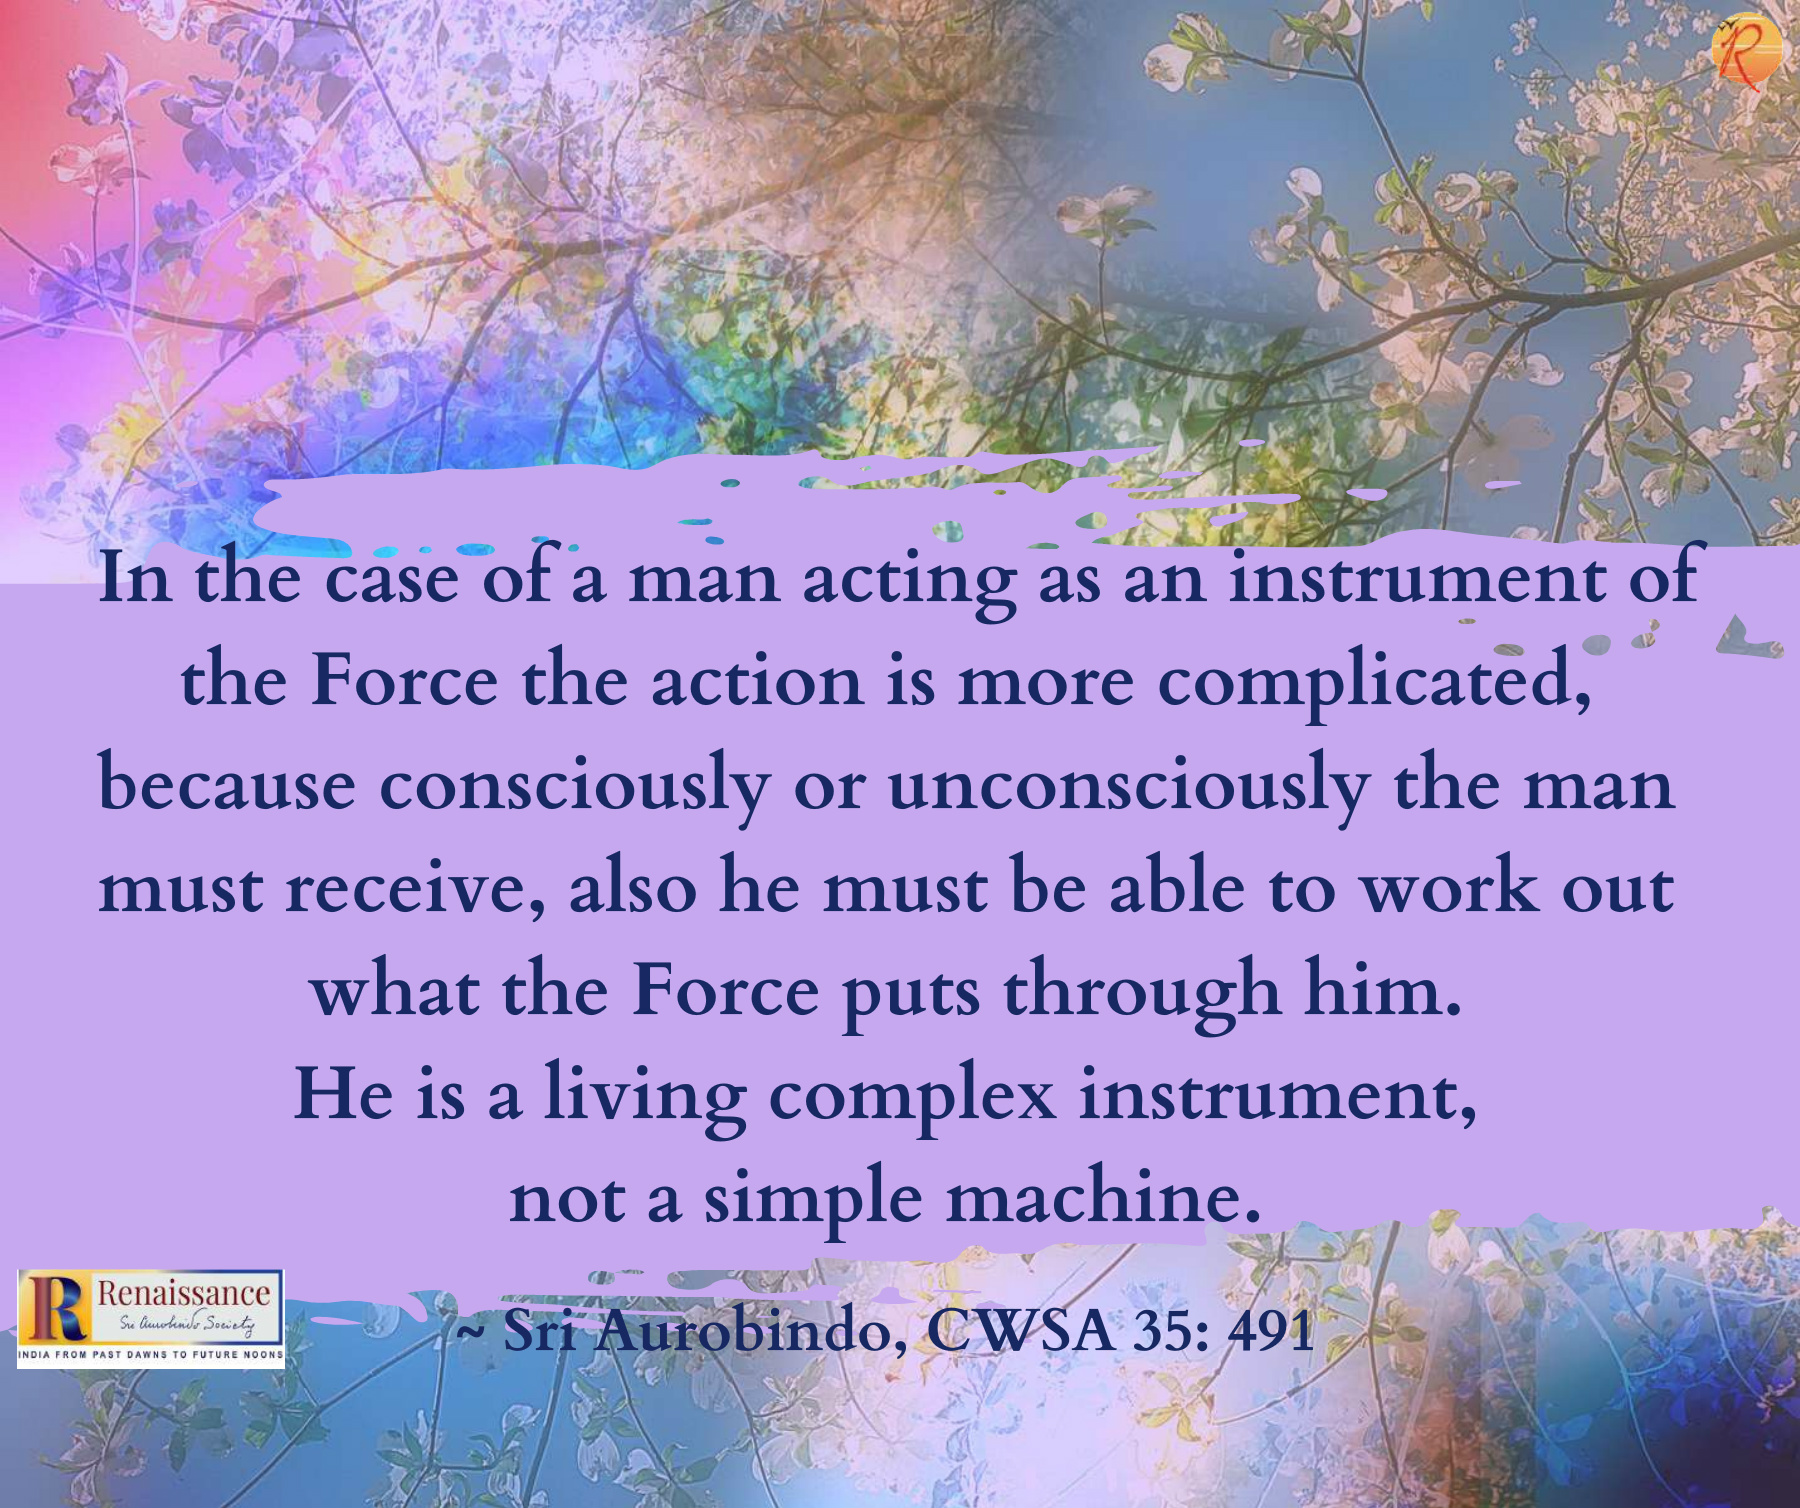 R
In the case of a man acting as an instrument of
the Force the action is more complicated,
because consciously or unconsciously the man
must receive, also he must be able to work out
what the Force puts through him.
He is a living complex instrument,
not a simple machine.
~ Sri Aurobindo, CWSA 35: 491
R Renaissance
Sri Aurobindo Society
INDIA FROM PAST DAWNS TO FUTURE NOONS